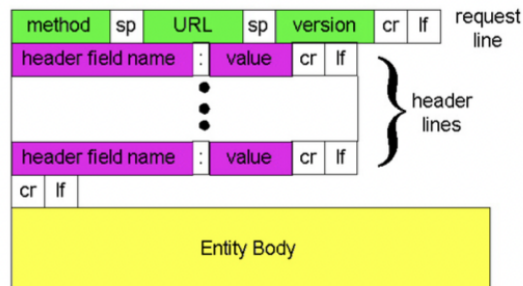 method sp URL sp version cr lf request line
header field name : value cr lf
header lines
header field name : value cr lf
cr lf
Entity Body